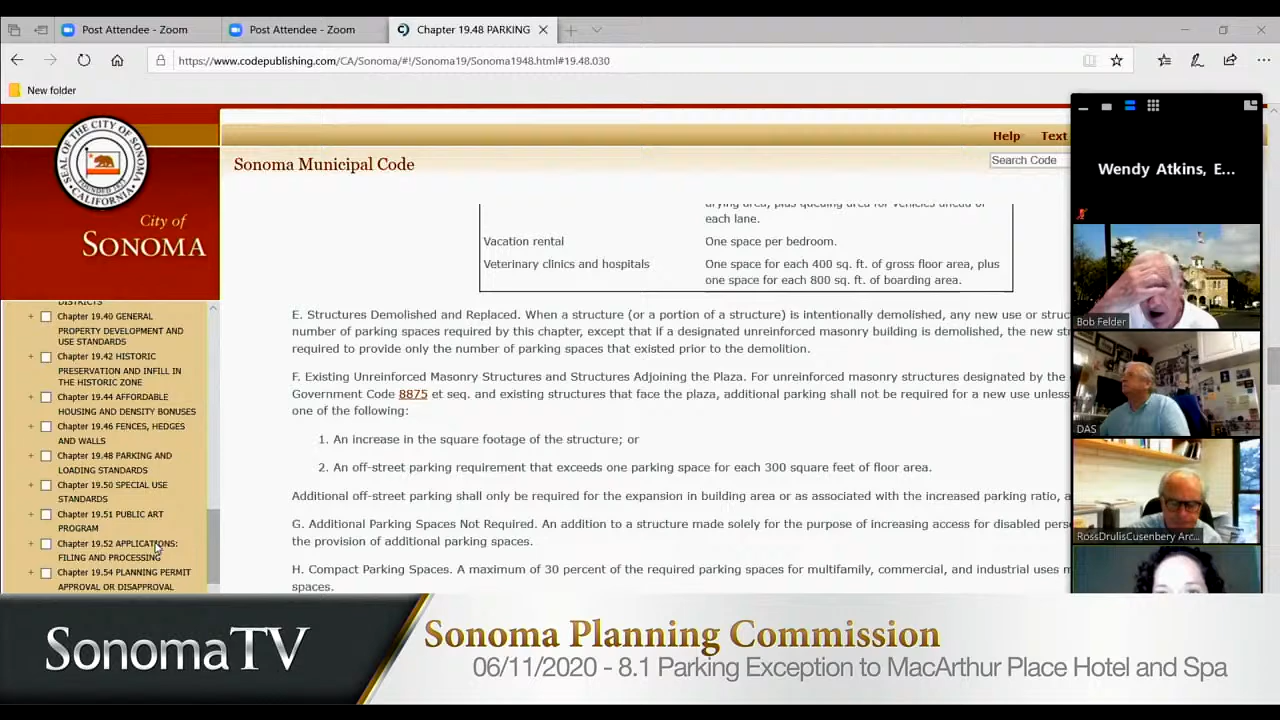 Post Attendee - Zoom
Post Attendee - Zoom
Chapter 19.48 PARKING
https://www.codepublishing.com/CA/Sonoma/#!/Sonoma19/Sonoma1948.html#19.48.030
New folder
SEAL OF THE CITY OF SONOMA
CALIFORNIA
City of
SONOMA
Help
Text
Sonoma Municipal Code
Search Code
DISTRICTS
Chapter 19.40 GENERAL
PROPERTY DEVELOPMENT AND
USE STANDARDS
Chapter 19.42 HISTORIC
PRESERVATION AND INFILL IN
THE HISTORIC ZONE
Chapter 19.44 AFFORDABLE
HOUSING AND DENSITY BONUSES
Chapter 19.46 FENCES, HEDGES
AND WALLS
Chapter 19.48 PARKING AND
LOADING STANDARDS
Chapter 19.50 SPECIAL USE
STANDARDS
Chapter 19.51 PUBLIC ART
PROGRAM
Chapter 19.52 APPLICATIONS:
FILING AND PROCESSING
Chapter 19.54 PLANNING PERMIT
APPROVAL OR DISAPPROVAL
drying area, plus queuing area for vehicles ahead of
each lane.
Vacation rental One space per bedroom.
Veterinary clinics and hospitals One space for each 400 sq. ft. of gross floor area, plus
one space for each 800 sq. ft. of boarding area.
E. Structures Demolished and Replaced. When a structure (or a portion of a structure) is intentionally demolished, any new use or struc
number of parking spaces required by this chapter, except that if a designated unreinforced masonry building is demolished, the new str
required to provide only the number of parking spaces that existed prior to the demolition.
F. Existing Unreinforced Masonry Structures and Structures Adjoining the Plaza. For unreinforced masonry structures designated by the
Government Code 8875 et seq. and existing structures that face the plaza, additional parking shall not be required for a new use unless
one of the following:
1. An increase in the square footage of the structure; or
2. An off-street parking requirement that exceeds one parking space for each 300 square feet of floor area.
Additional off-street parking shall only be required for the expansion in building area or as associated with the increased parking ratio, a
G. Additional Parking Spaces Not Required. An addition to a structure made solely for the purpose of increasing access for disabled pers
the provision of additional parking spaces.
H. Compact Parking Spaces. A maximum of 30 percent of the required parking spaces for multifamily, commercial, and industrial uses m
spaces.
Wendy Atkins, E...
Bob Felder
DAS
RossDrulisCusenbery Arc...
SonomaTV
Sonoma Planning Commission
06/11/2020 - 8.1 Parking Exception to MacArthur Place Hotel and Spa